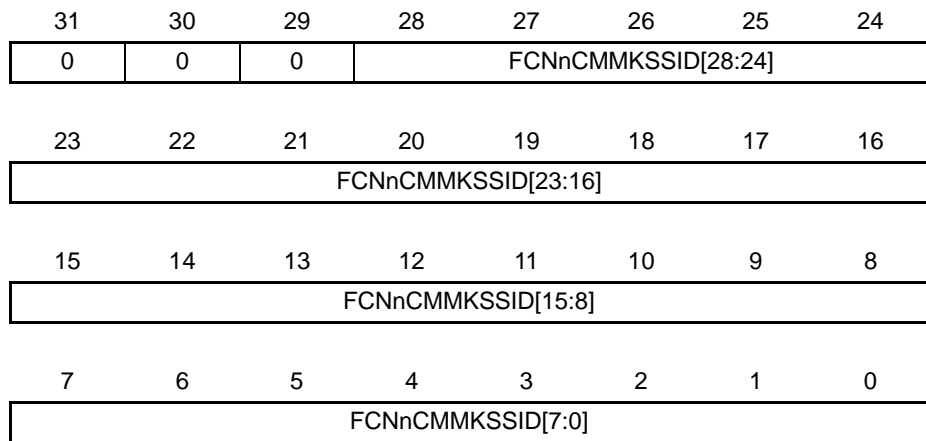 31 30 29 28 27 26 25 24
0 0 0 FCNnCMMKSSID[28:24]
23 22 21 20 19 18 17 16
FCNnCMMKSSID[23:16]
15 14 13 12 11 10 9 8
FCNnCMMKSSID[15:8]
7 6 5 4 3 2 1 0
FCNnCMMKSSID[7:0]